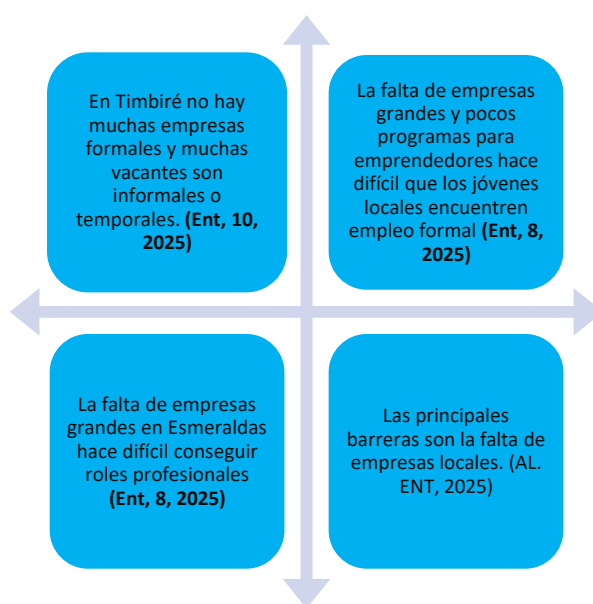 En Timbiré no hay
muchas empresas
formales y muchas
vacantes son
informales o
temporales. (Ent, 10,
2025)
La falta de empresas
grandes y pocos
programas para
emprendedores hace
difícil que los jóvenes
locales encuentren
empleo formal (Ent, 8,
2025)
La falta de empresas
grandes en Esmeraldas
hace difícil conseguir
roles profesionales
(Ent, 8, 2025)
Las principales
barreras son la falta de
empresas locales. (AL.
ENT, 2025)